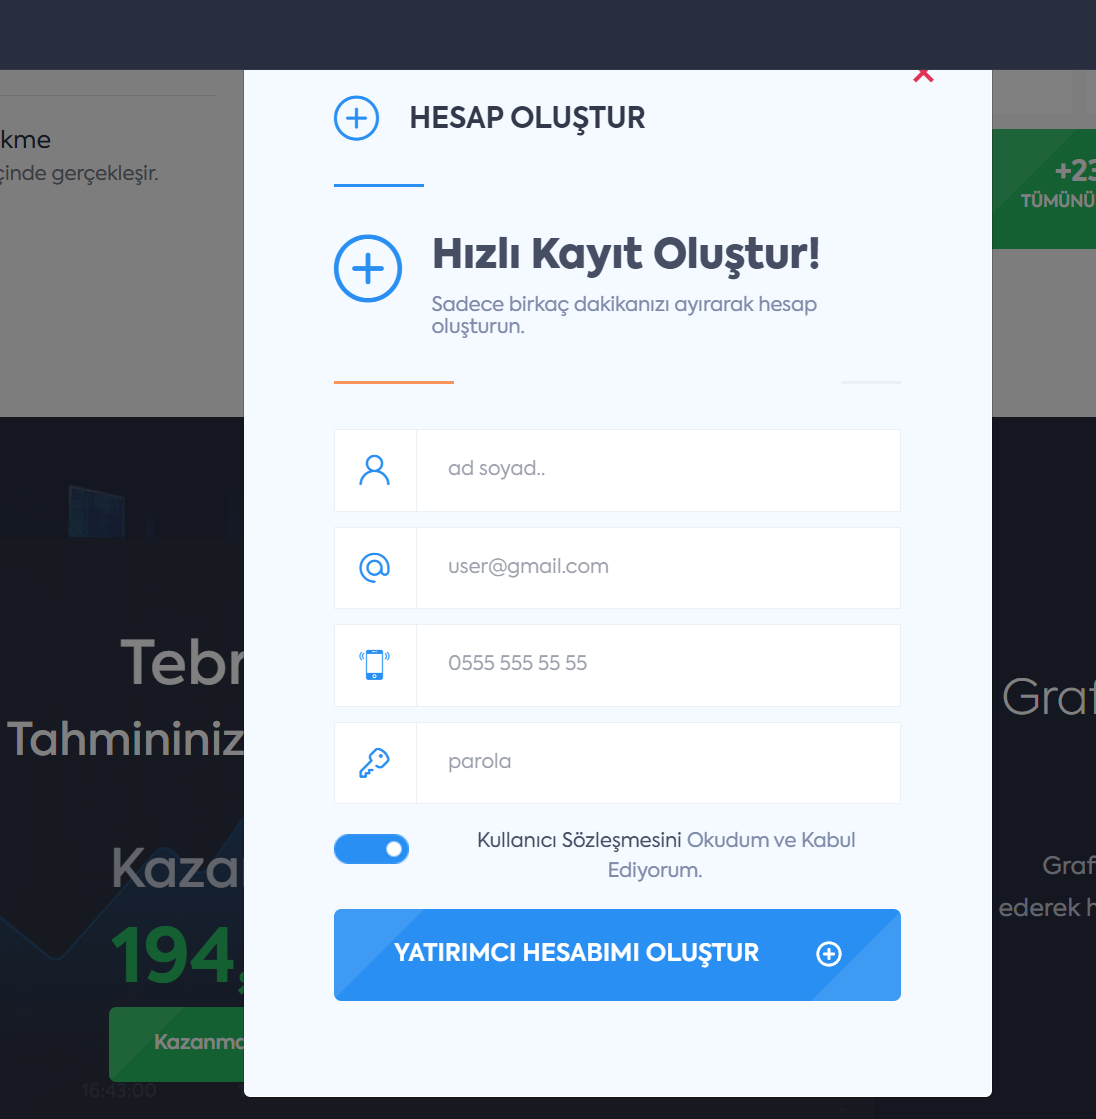 HESAP OLUŞTUR
Hızlı Kayıt Oluştur!
Sadece birkaç dakikanızı ayırarak hesap
oluşturun.
ad soyad..
user@gmail.com
0555 555 55 55
parola
Kullanıcı Sözleşmesini Okudum ve Kabul
Ediyorum.
YATIRIMCI HESABIMI OLUŞTUR
kme
çinde gerçekleşir.
+23
TÜMÜNÜ
Tebr
Tahmininiz
Kazan
194,
Kazanma
16:43:00
Graf
Graf
ederek h